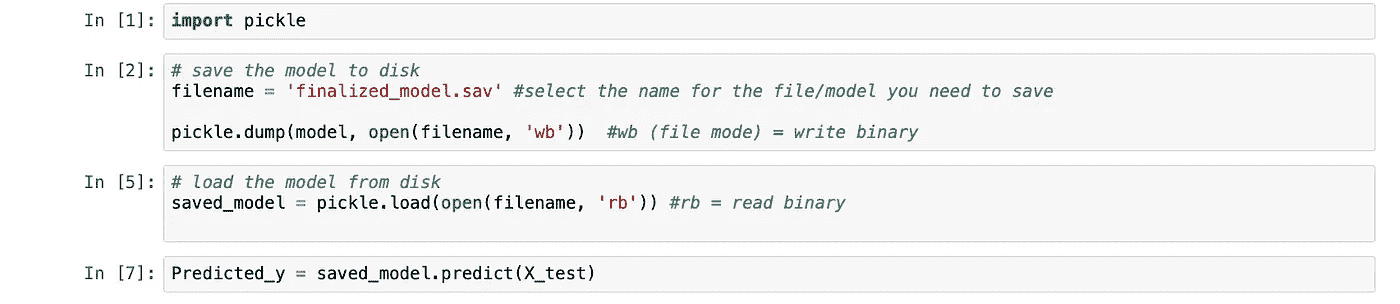 In [1]: import pickle
In [2]: # save the model to disk
filename = 'finalized_model.sav' #select the name for the file/model you need to save
pickle.dump(model, open(filename, 'wb'))  #wb (file mode) = write binary
In [5]: # load the model from disk
saved_model = pickle.load(open(filename, 'rb')) #rb = read binary
In [7]: Predicted_y = saved_model.predict(X_test)